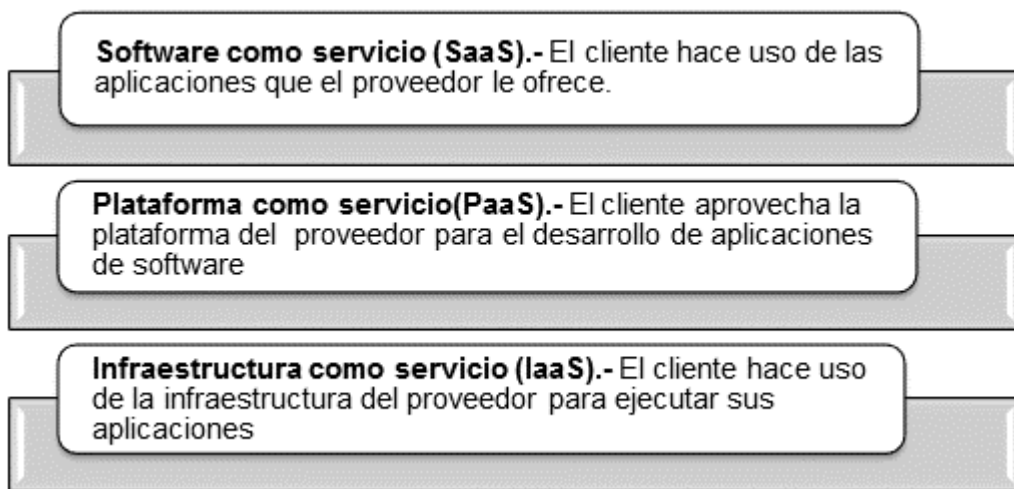 Software como servicio (SaaS).- El cliente hace uso de las
aplicaciones que el proveedor le ofrece.
Plataforma como servicio(PaaS).- El cliente aprovecha la
plataforma del proveedor para el desarrollo de aplicaciones
de software
Infraestructura como servicio (IaaS).- El cliente hace uso
de la infraestructura del proveedor para ejecutar sus
aplicaciones